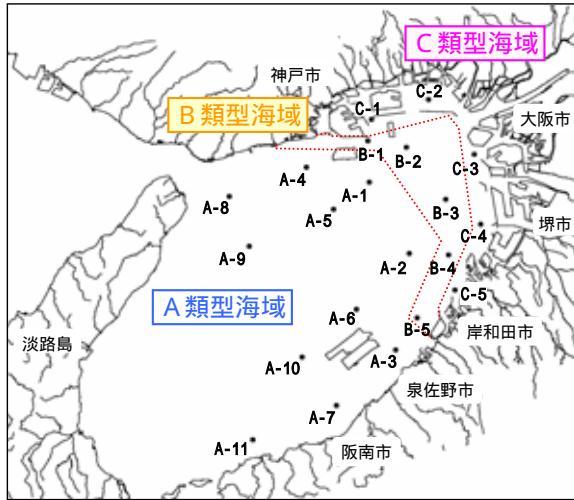 C類型海域
神戸市
C-2
B類型海域
C-1
大阪市
B-1
B-2
C-3
A-4
A-1
A-8
A-5
B-3
堺市
C-4
A-9
A-2
B-4
A類型海域
C-5
A-6
B-5
淡路島
岸和田市
A-10
A-3
泉佐野市
A-7
A-11
阪南市